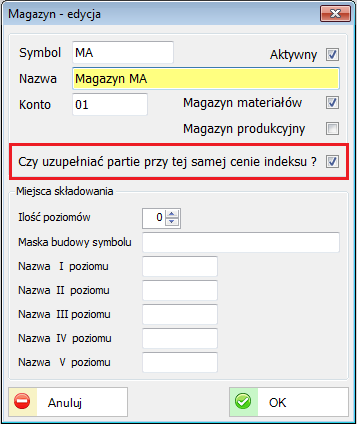 Magazyn - edycja
Symbol MA Aktywny
Nazwa Magazyn MA
Konto 01 Magazyn materiałów
Magazyn produkcyjny
Czy uzupełniać partie przy tej samej cenie indeksu ?
Miejsca składowania
Ilość poziomów 0
Maska budowy symbolu
Nazwa I poziomu
Nazwa II poziomu
Nazwa III poziomu
Nazwa IV poziomu
Nazwa V poziomu
Anuluj OK